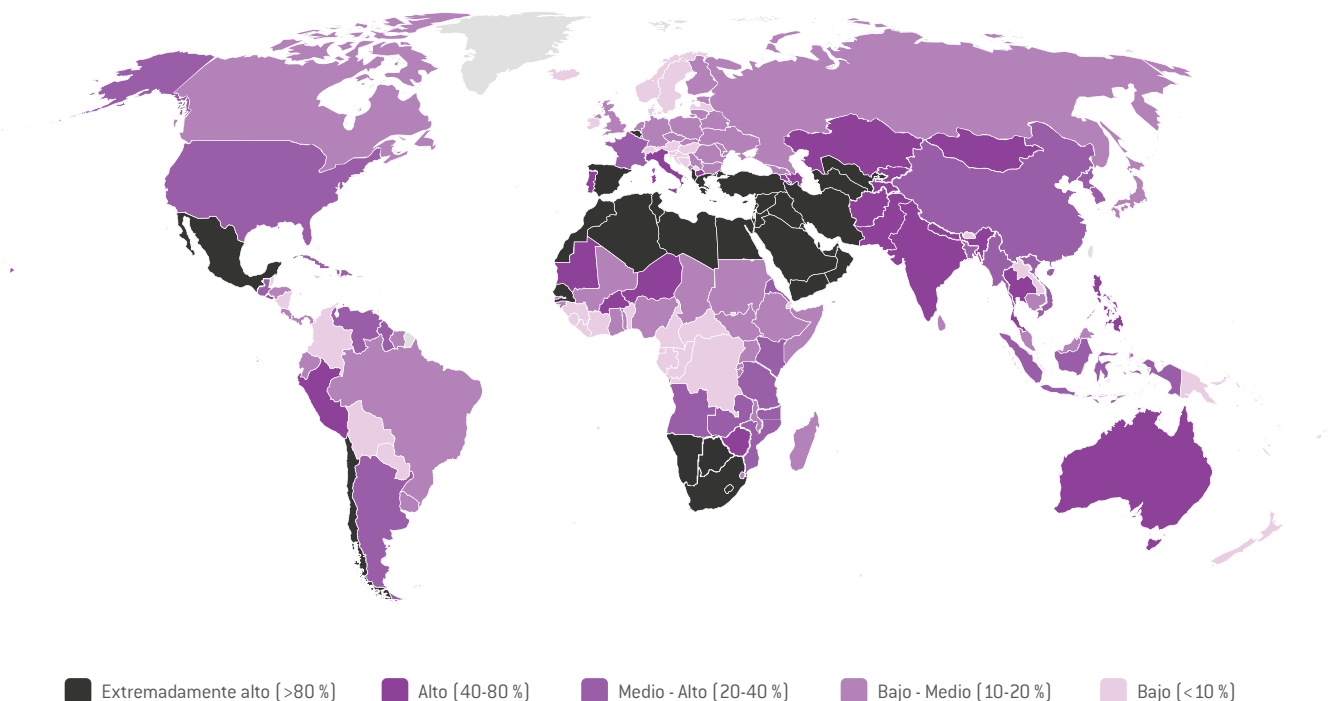 Extremadamente alto (>80 %) Alto (40-80 %) Medio - Alto (20-40 %) Bajo - Medio (10-20 %) Bajo (<10 %)